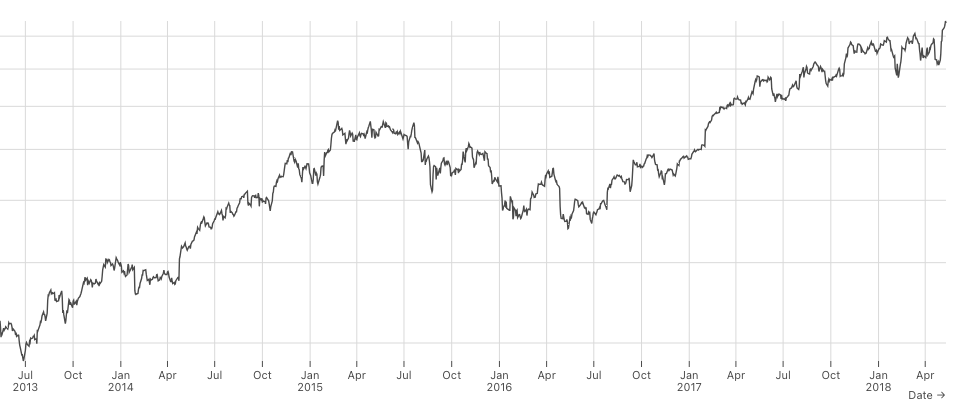 Jul Oct Jan Apr Jul Oct Jan Apr Jul Oct Jan Apr Jul Oct Jan Apr Jul Oct Jan Apr
2013 2014 2015 2016 2017 2018
Date →